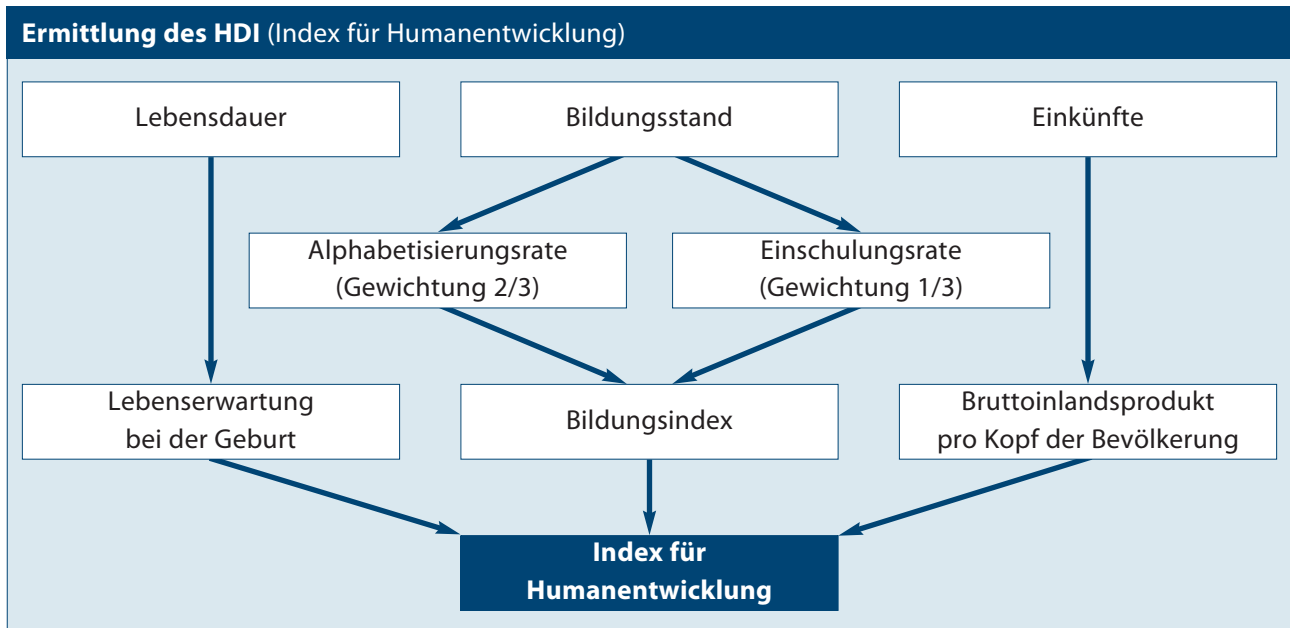 Ermittlung des HDI (Index für Humanentwicklung)
Lebensdauer
Bildungsstand
Einkünfte
Alphabetisierungsrate
(Gewichtung 2/3)
Einschulungsrate
(Gewichtung 1/3)
Lebenserwartung
bei der Geburt
Bildungsindex
Bruttoinlandsprodukt
pro Kopf der Bevölkerung
Index für
Humanentwicklung